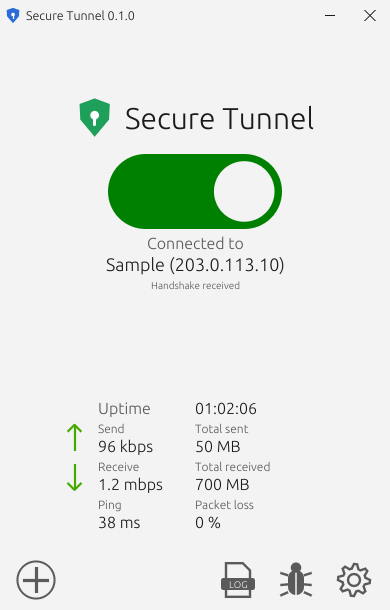 Secure Tunnel 0.1.0
Secure Tunnel
Connected to
Sample (203.0.113.10)
Handshake received
Uptime 01:02:06
Send Total sent
96 kbps 50 MB
Receive Total received
1.2 mbps 700 MB
Ping Packet loss
38 ms 0 %
LOG